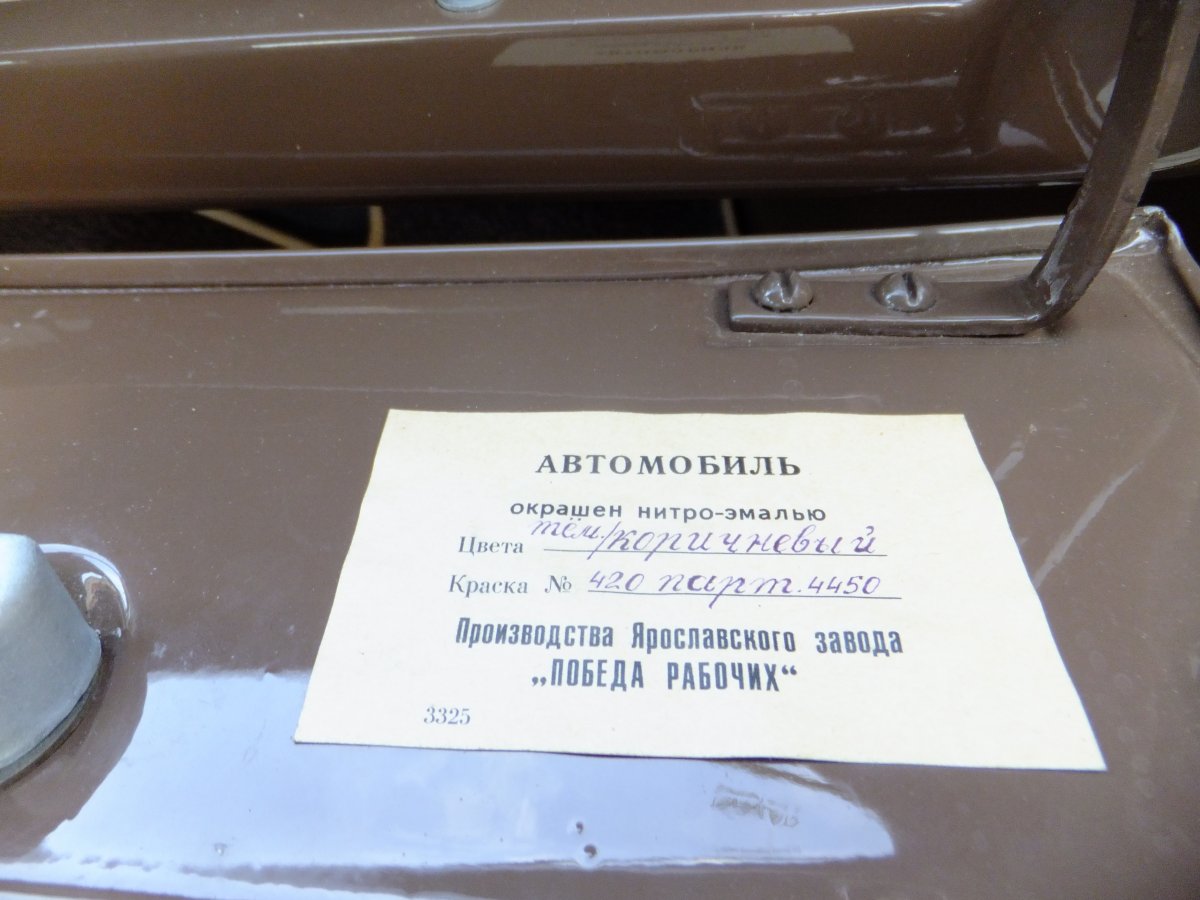 АВТОМОБИЛЬ
окрашен нитро-эмалью
Цвета тём/коричневый
Краска № 420 парт. 4450
Производства Ярославского завода
„ПОБЕДА РАБОЧИХ“
3325